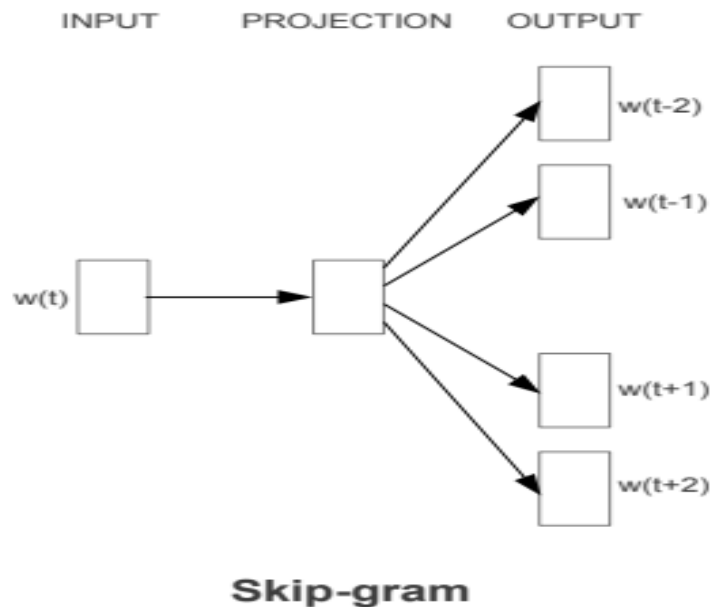 INPUT PROJECTION OUTPUT
w(t-2)
w(t-1)
w(t)
w(t+1)
w(t+2)
Skip-gram